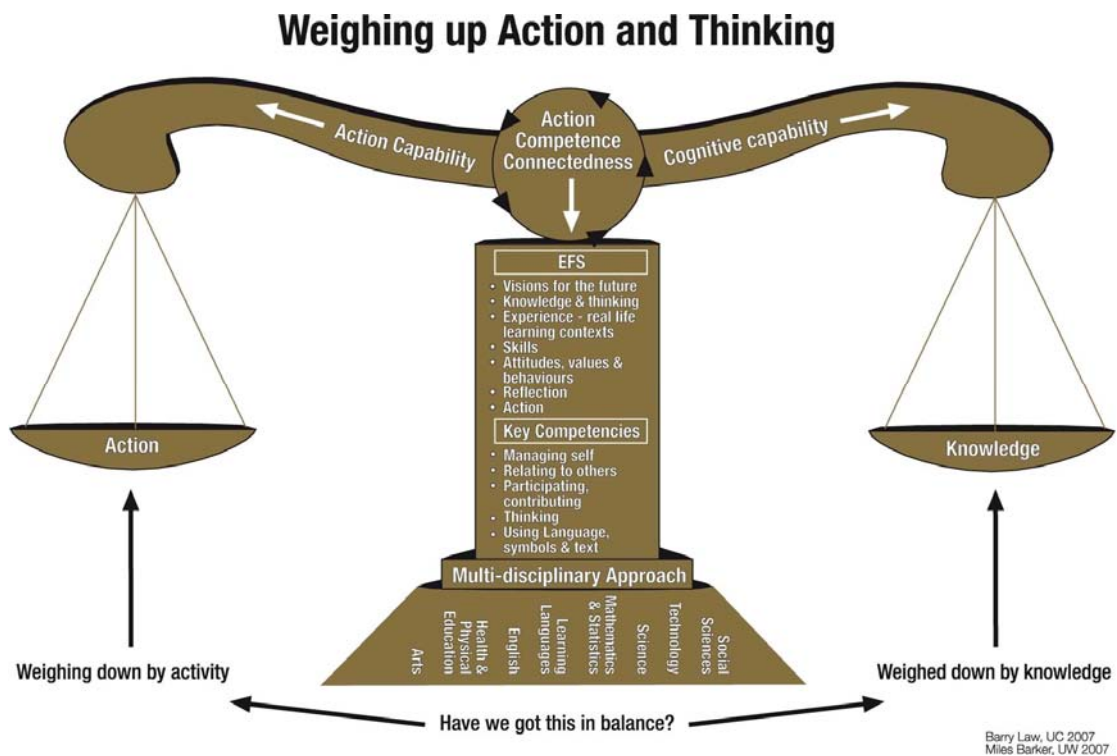 Weighing up Action and Thinking
Action Capability
Action
Competence
Connectedness
Cognitive capability
EFS
• Visions for the future
• Knowledge & thinking
• Experience - real life
learning contexts
• Skills
• Attitudes, values &
behaviours
• Reflection
• Action
Key Competencies
• Managing self
• Relating to others
• Participating,
contributing
• Thinking
• Using Language,
symbols & text
Multi-disciplinary Approach
Arts
Health &
Physical
Education
English
Learning
Languages
Mathematics
& Statistics
Science
Technology
Social
Sciences
Action
Knowledge
Weighing down by activity
Weighed down by knowledge
Have we got this in balance?
Barry Law, UC 2007
Miles Barker, UW 2007